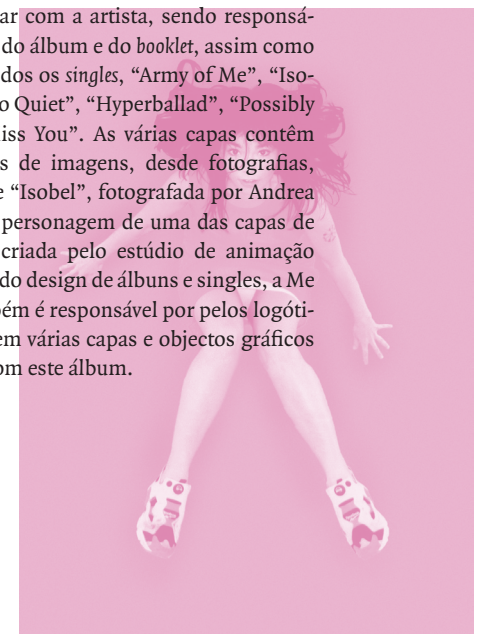 ar com a artista, sendo responsá-
do álbum e do booklet, assim como
dos os singles, “Army of Me”, “Iso-
o Quiet”, “Hyperballad”, “Possibly
iss You”. As várias capas contêm
s de imagens, desde fotografias,
e “Isobel”, fotografada por Andrea
personagem de uma das capas de
criada pelo estúdio de animação
do design de álbuns e singles, a Me
bém é responsável por pelos logóti-
em várias capas e objectos gráficos
om este álbum.